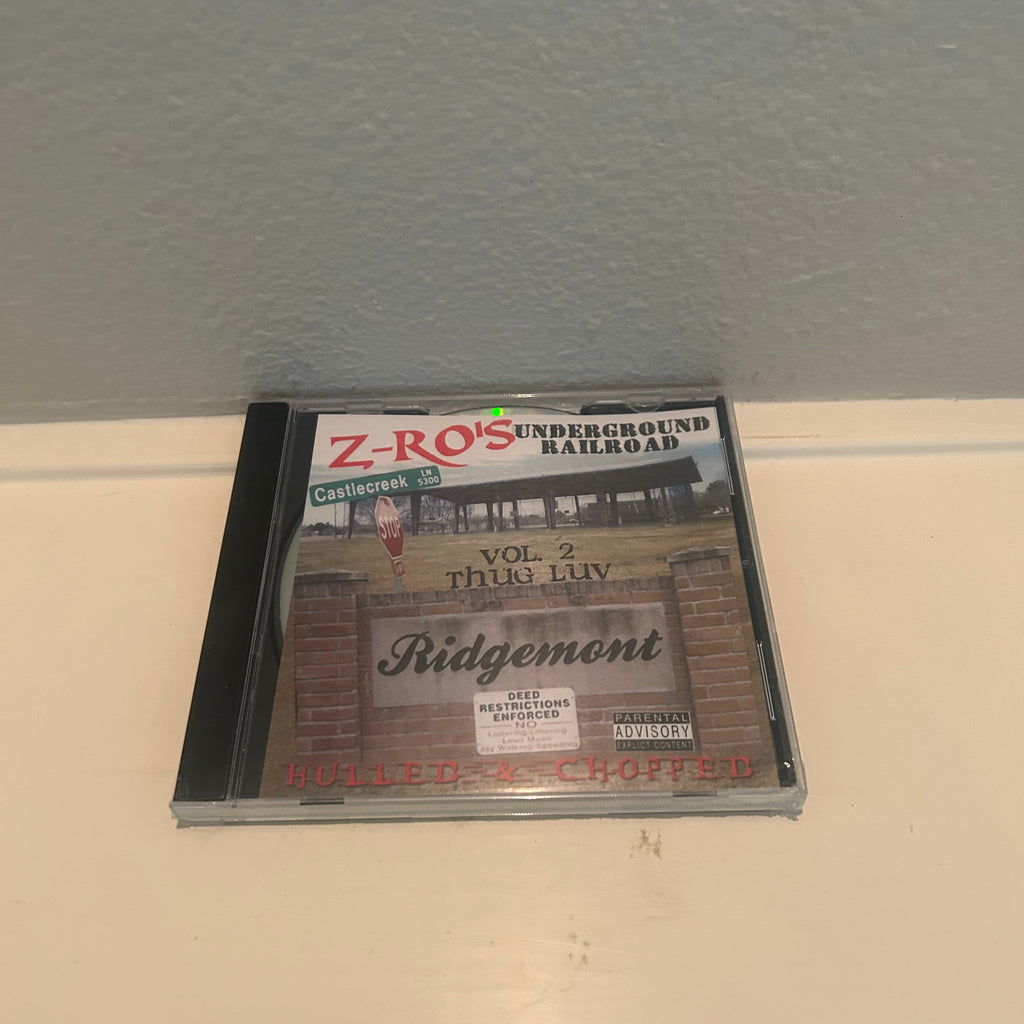 Z-RO'S
UNDERGROUND
RAILROAD
Castlecreek LN
5300
STOP
VOL. 2
THUG LUV
Ridgemont
DEED
RESTRICTIONS
ENFORCED
NO
Loitering Littering
Loud Music
Jay Walking Speeding
PARENTAL
ADVISORY
EXPLICIT CONTENT
HULLED & CHOPPED